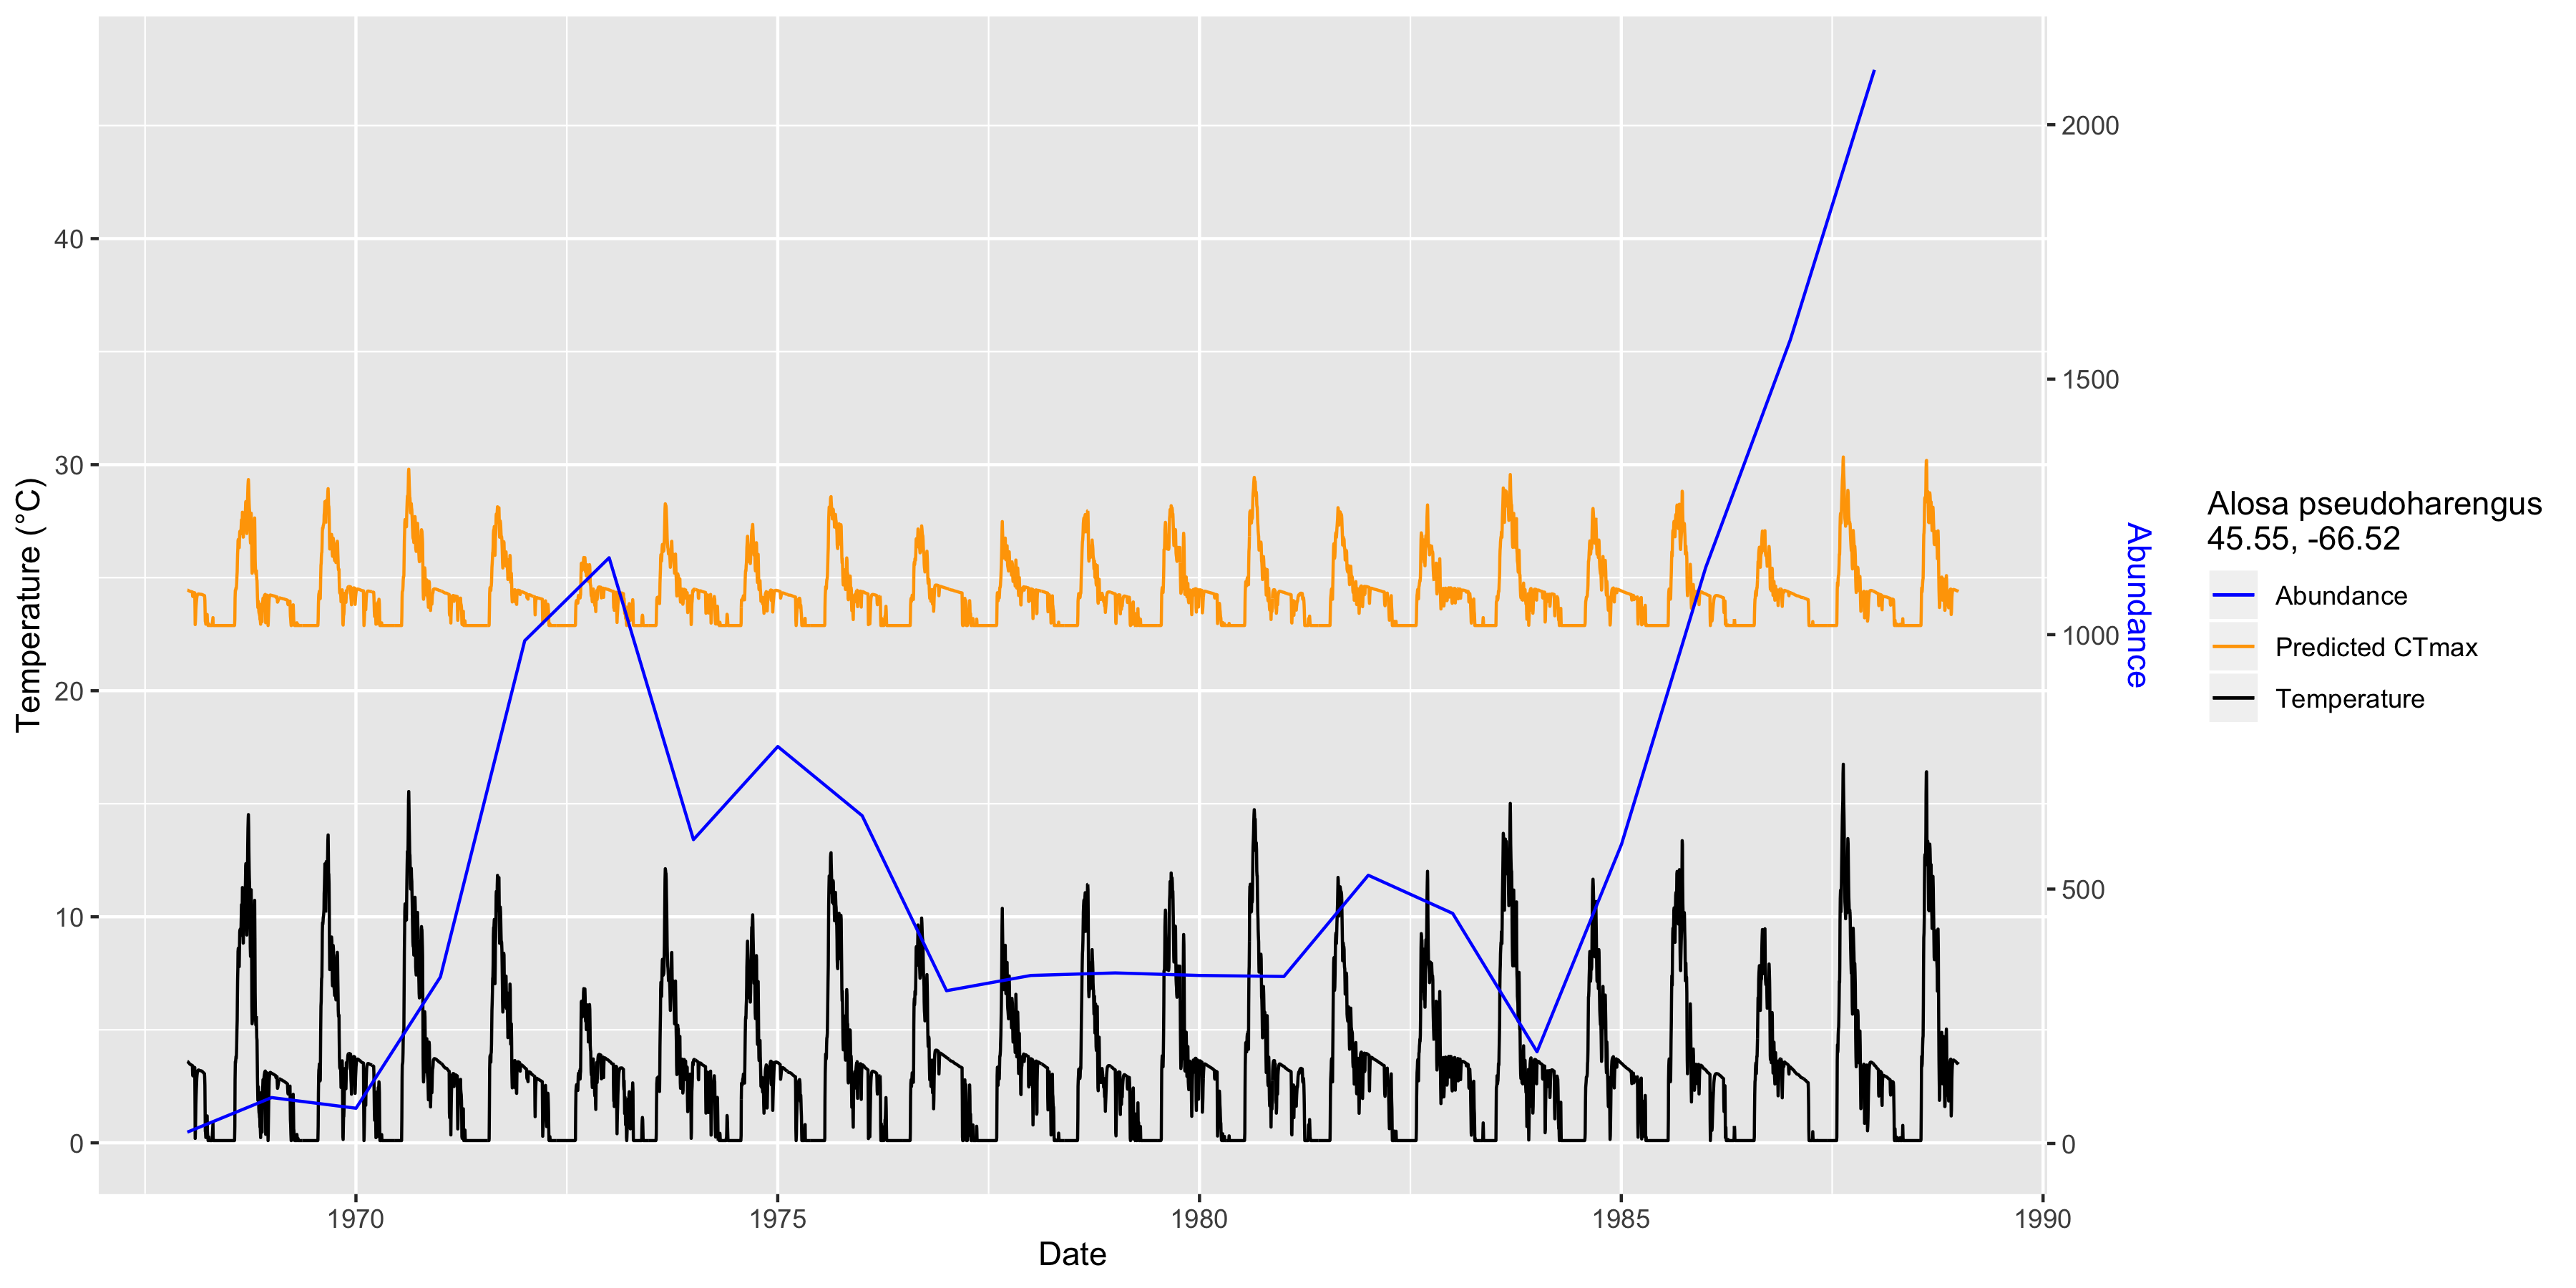 Temperature (°C)
40
30
20
10
0
2000
1500
1000
500
0
Abundance
1970
1975
1980
1985
1990
Date
Alosa pseudoharengus
45.55, -66.52
Abundance
Predicted CTmax
Temperature